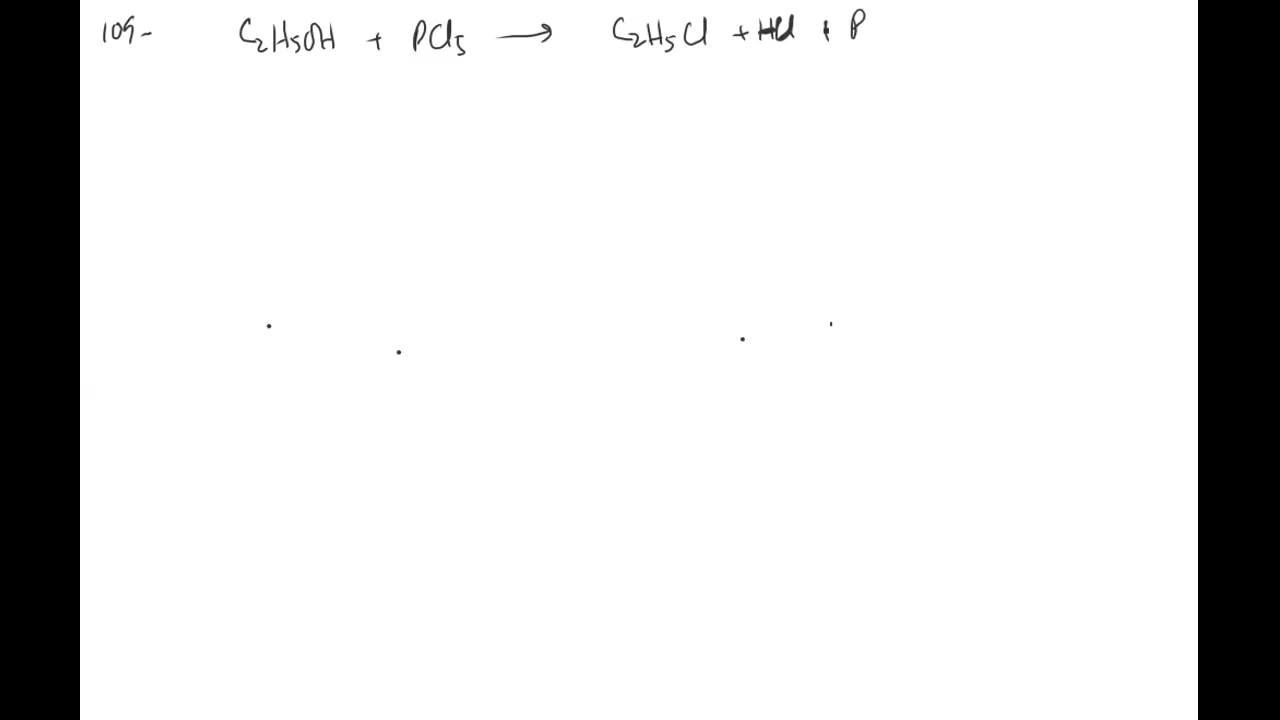 109- C₂H₅OH + PCl₅ ⟶ C₂H₅Cl + HCl + P